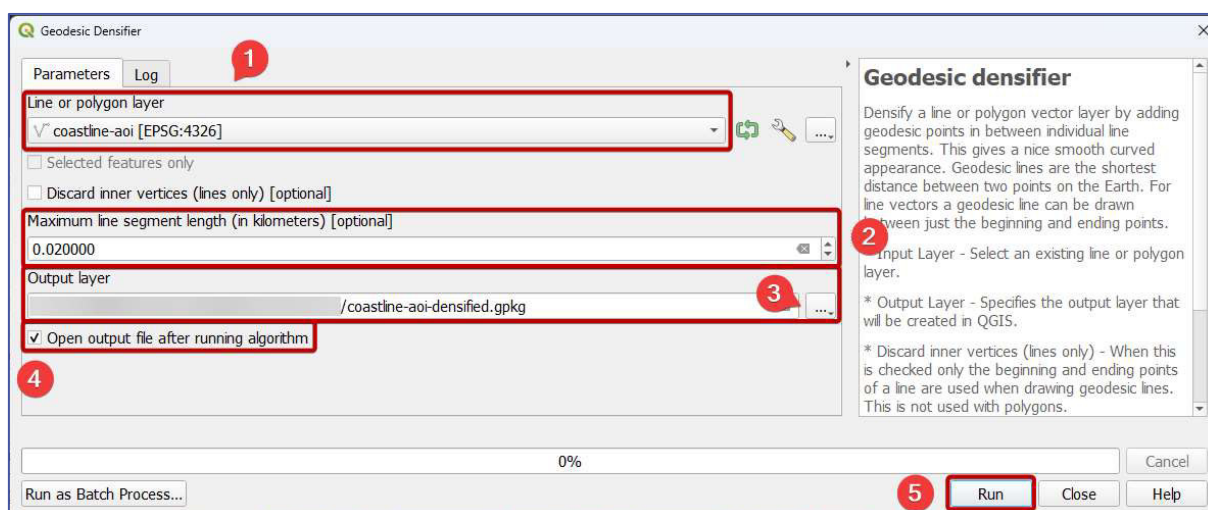 Geodesic Densifier
1
Parameters
Log
Line or polygon layer
coastline-aoi [EPSG:4326]
...
Selected features only
Discard inner vertices (lines only) [optional]
Maximum line segment length (in kilometers) [optional]
2
0.020000
Output layer
3
/coastline-aoi-densified.gpkg
...
Open output file after running algorithm
4
Geodesic densifier
Densify a line or polygon vector layer by adding
geodesic points in between individual line
segments. This gives a nice smooth curved
appearance. Geodesic lines are the shortest
distance between two points on the Earth. For
line vectors a geodesic line can be drawn
between just the beginning and ending points.
Input Layer - Select an existing line or polygon
layer.
* Output Layer - Specifies the output layer that
will be created in QGIS.
* Discard inner vertices (lines only) - When this
is checked only the beginning and ending points
of a line are used when drawing geodesic lines.
This is not used with polygons.
0%
Cancel
Run as Batch Process...
5
Run
Close
Help